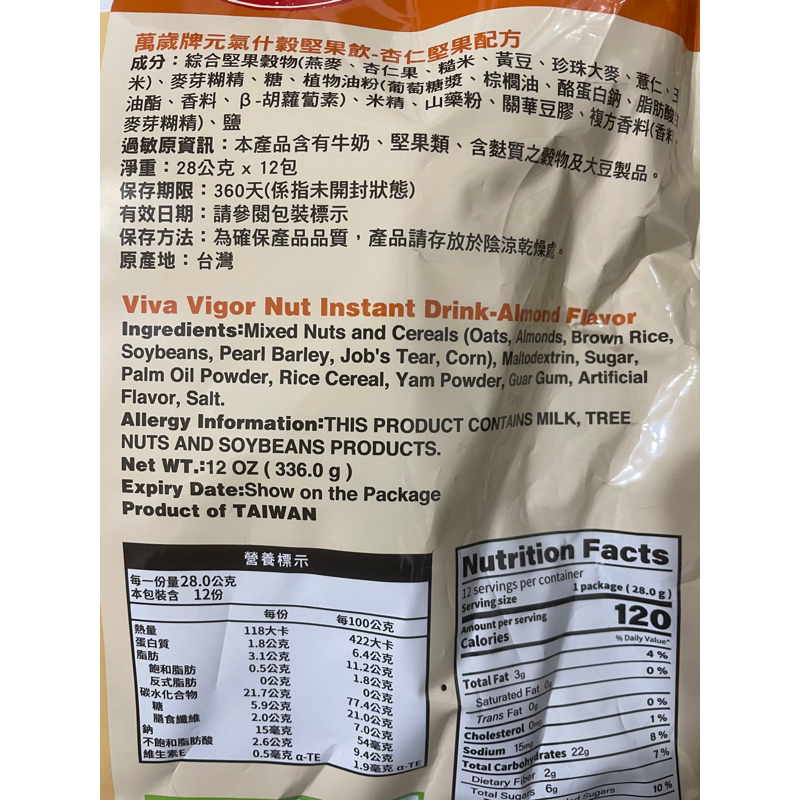 萬歲牌元氣什穀堅果飲-杏仁堅果配方
成分：綜合堅果穀物(燕麥、杏仁果、糙米、黃豆、珍珠大麥、薏仁、
米)、麥芽糊精、糖、植物油粉(葡萄糖漿、棕櫚油、酪蛋白鈉、脂肪酸
油酯、香料、β-胡蘿蔔素)、米精、山藥粉、關華豆膠、複方香料(香料、
麥芽糊精)、鹽
過敏原資訊：本產品含有牛奶、堅果類、含麩質之穀物及大豆製品。
淨重：28公克 x 12包
保存期限：360天(係指未開封狀態)
有效日期：請參閱包裝標示
保存方法：為確保產品品質，產品請存放於陰涼乾燥處。
原產地：台灣
Viva Vigor Nut Instant Drink-Almond Flavor
Ingredients:Mixed Nuts and Cereals (Oats, Almonds, Brown Rice,
Soybeans, Pearl Barley, Job's Tear, Corn), Maltodextrin, Sugar,
Palm Oil Powder, Rice Cereal, Yam Powder, Guar Gum, Artificial
Flavor, Salt.
Allergy Information:THIS PRODUCT CONTAINS MILK, TREE
NUTS AND SOYBEANS PRODUCTS.
Net WT.:12 OZ ( 336.0 g )
Expiry Date:Show on the Package
Product of TAIWAN
營養標示
每一份量28.0公克
本包裝含 12份
每份 每100公克
熱量 118大卡 422大卡
蛋白質 1.8公克 6.4公克
脂肪 3.1公克 11.2公克
飽和脂肪 0.5公克 1.8公克
反式脂肪 0公克 0公克
碳水化合物 21.7公克 77.4公克
糖 5.9公克 21.0公克
膳食纖維 2.0公克 7.0公克
鈉 15毫克 54毫克
不飽和脂肪酸 2.6公克 9.4公克
維生素E 0.5毫克 α-TE 1.9毫克 α-TE
Nutrition Facts
12 servings per container
Serving size 1 package ( 28.0 g )
Amount per serving
Calories 120
% Daily Value*
Total Fat 3g 4 %
Saturated Fat 0g 0 %
Trans Fat 0g
Cholesterol 0mg 0 %
Sodium 15mg 1 %
Total Carbohydrates 22g 8 %
Dietary Fiber 2g 7 %
Total Sugars 6g
Sugars 10 %